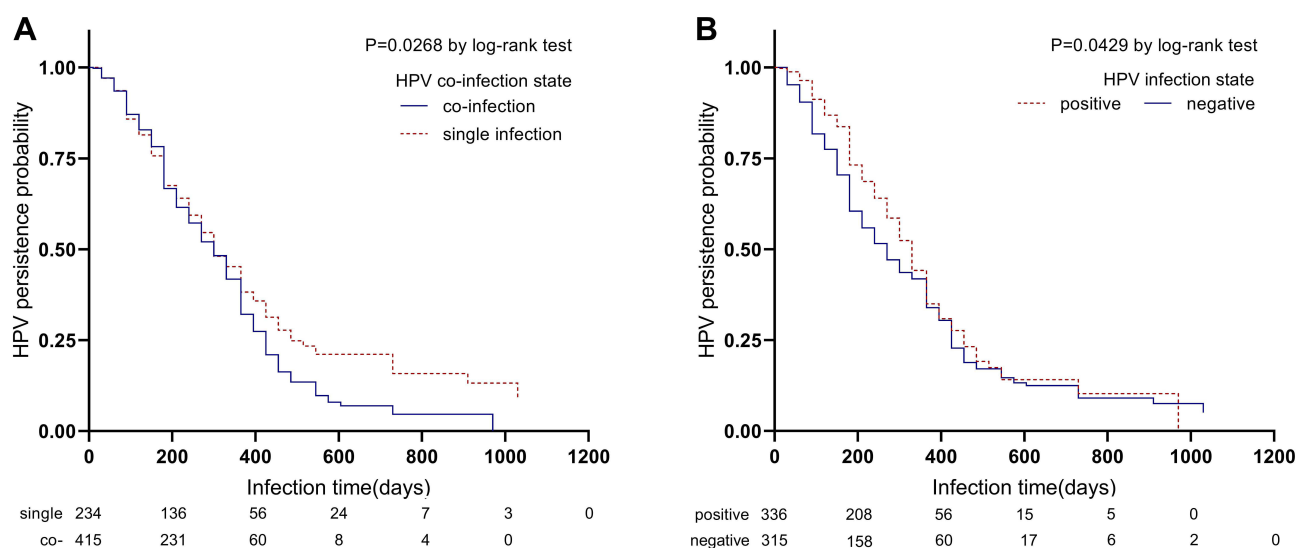 A
P=0.0268 by log-rank test
HPV co-infection state
co-infection
single infection
HPV persistence probability
1.00
0.75
0.50
0.25
0.00
0 200 400 600 800 1000 1200
Infection time(days)
single 234 136 56 24 7 3 0
co- 415 231 60 8 4 0
B
P=0.0429 by log-rank test
HPV infection state
positive negative
HPV persistence probability
1.00
0.75
0.50
0.25
0.00
0 200 400 600 800 1000 1200
Infection time(days)
positive 336 208 56 15 5 0
negative 315 158 60 17 6 2 0